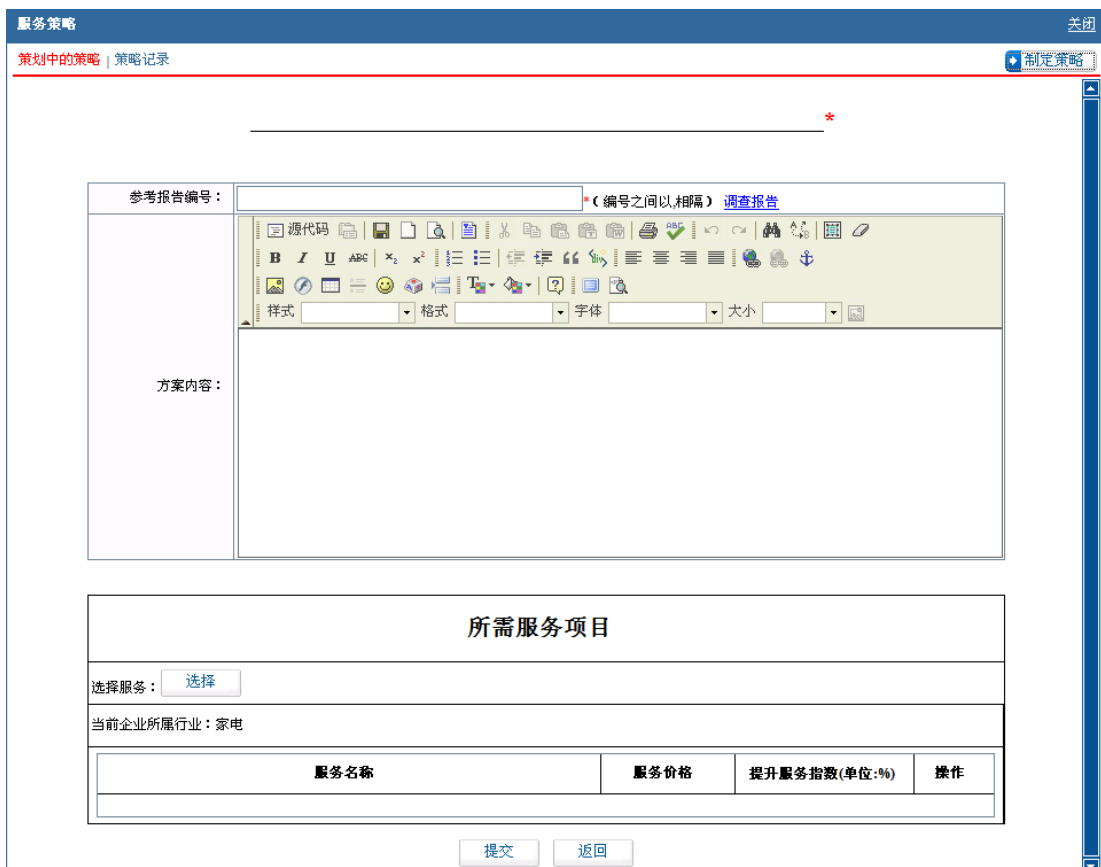 服务策略 关闭
策划中的策略 | 策略记录 制定策略
*
参考报告编号： *（编号之间以,相隔） 调查报告
源代码
样式 格式 字体 大小
方案内容：
所需服务项目
选择服务： 选择
当前企业所属行业：家电
服务名称 服务价格 提升服务指数(单位:%) 操作
提交 返回